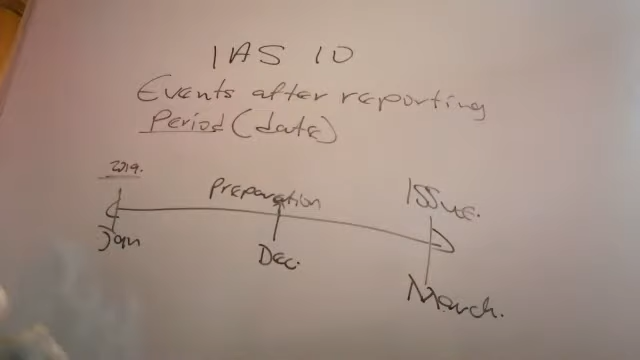 IAS 10
Events after reporting
Period (date)
2019.
Preparation
Issue.
Jan
Dec.
March.